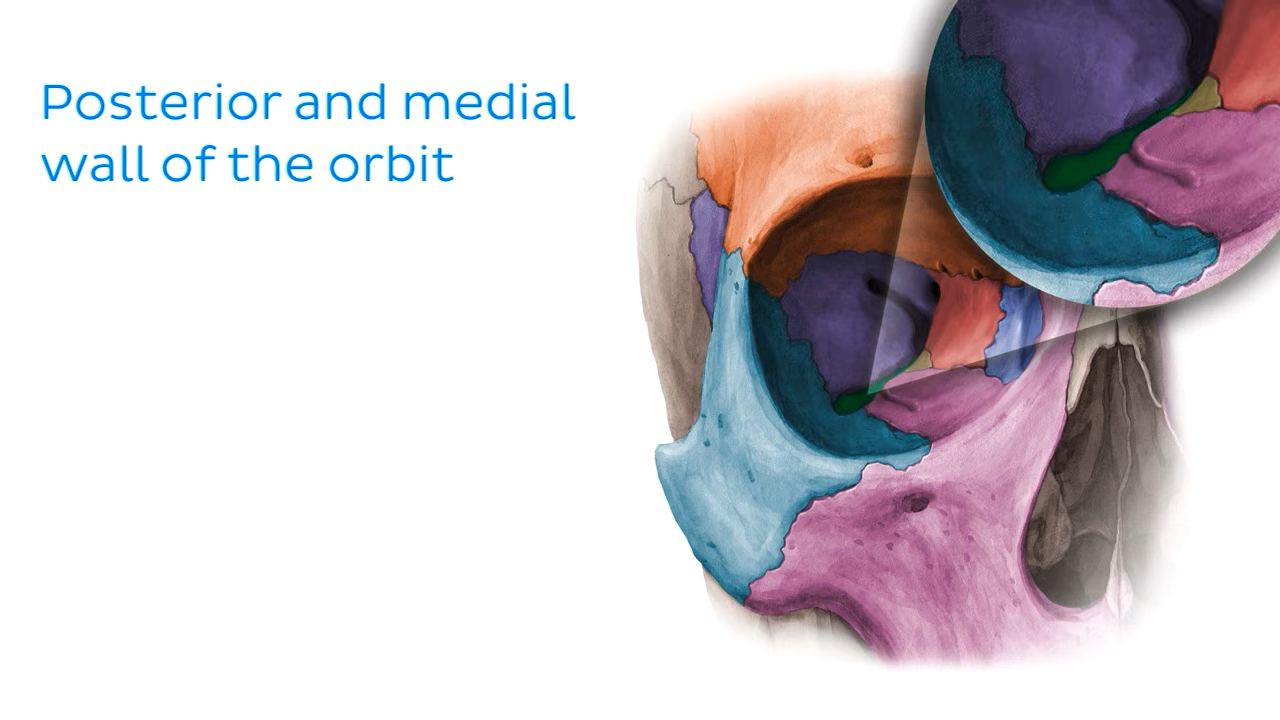 Posterior and medial
wall of the orbit